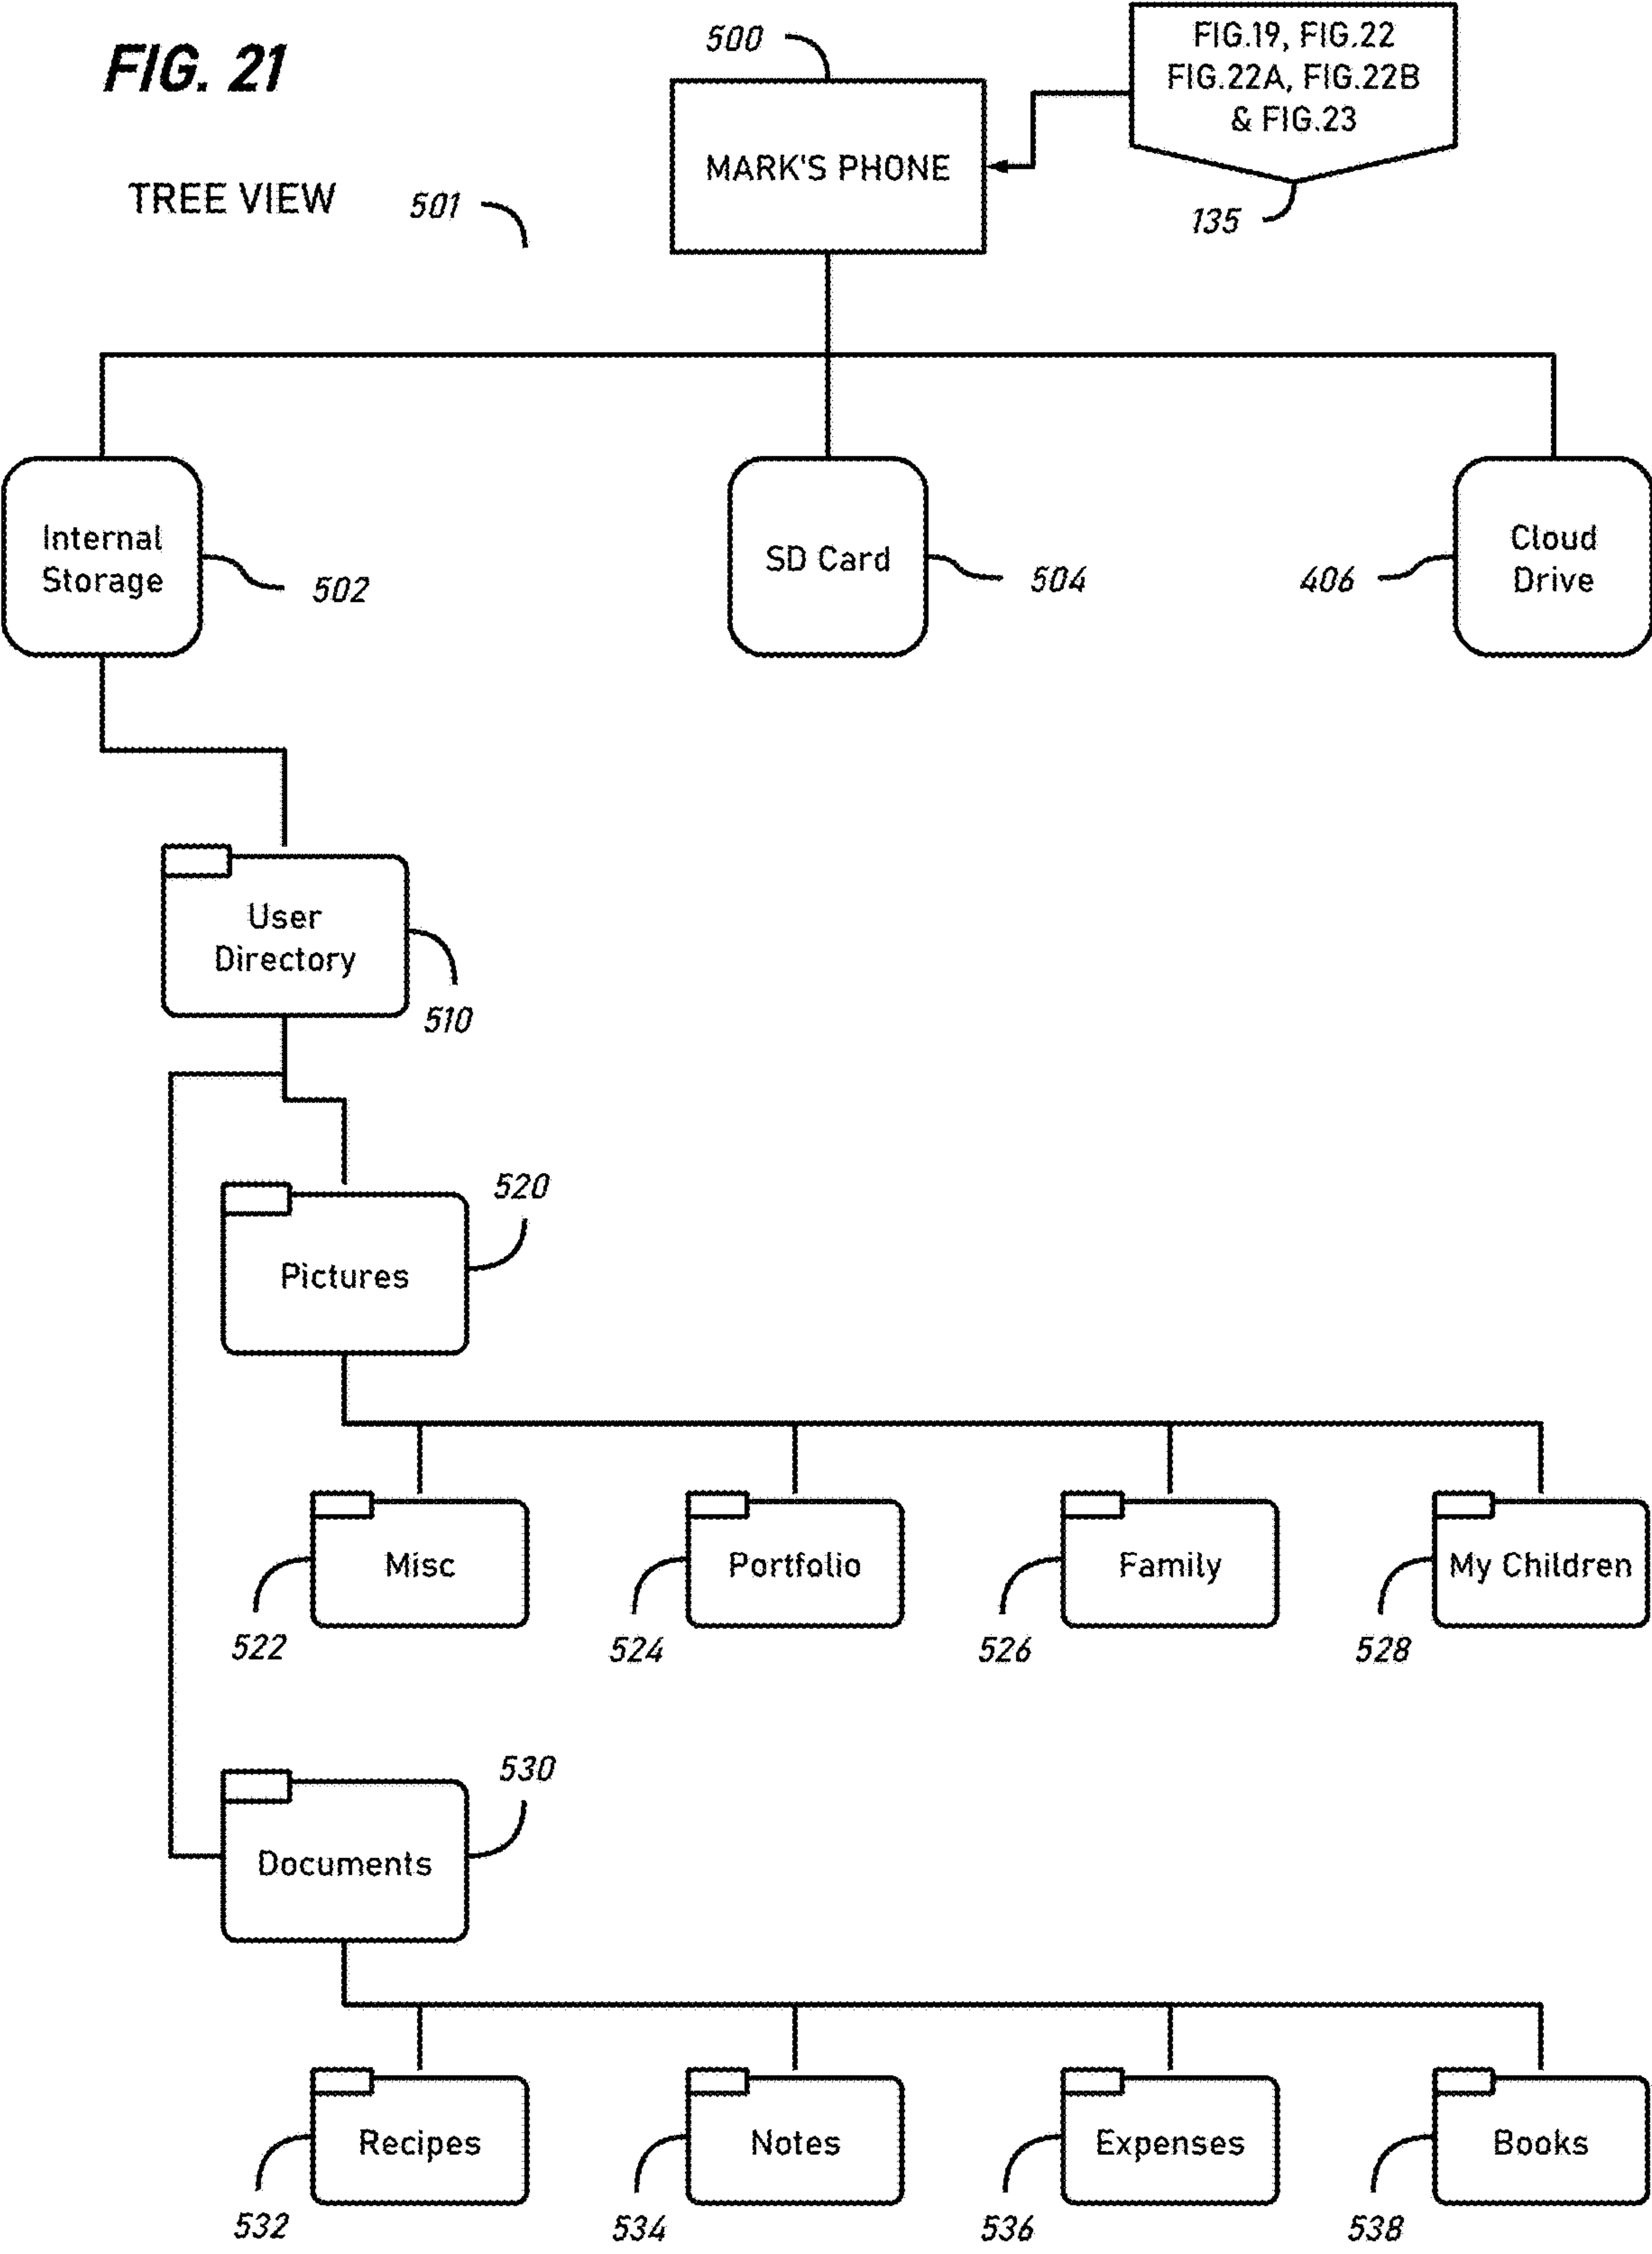 FIG. 21
500
FIG.19, FIG.22
FIG.22A, FIG.22B
& FIG.23
MARK'S PHONE
TREE VIEW
501
135
Internal
Storage
502
SD Card
504
406
Cloud
Drive
User
Directory
510
520
Pictures
Misc
Portfolio
Family
My Children
522
524
526
528
530
Documents
Recipes
Notes
Expenses
Books
532
534
536
538